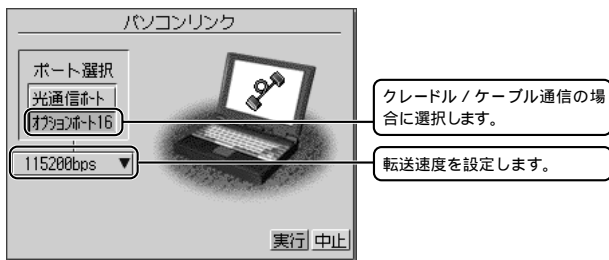 パソコンリンク
ポート選択
光通信ﾎﾟｰﾄ
ｵﾌﾟｼｮﾝﾎﾟｰﾄ16
115200bps ▼
実行 中止
クレードル / ケーブル通信の場
合に選択します。
転送速度を設定します。